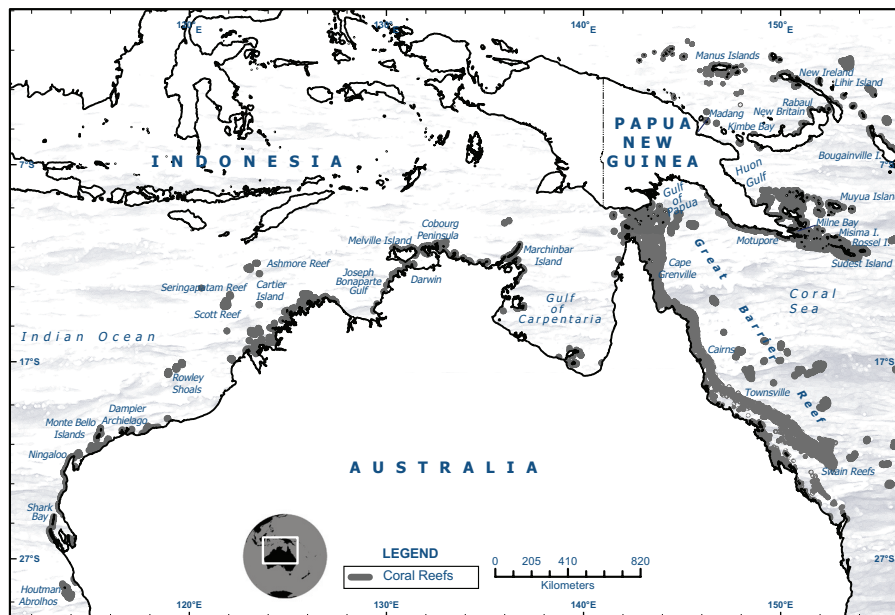 120° E
130° E
140° E
150° E
Manus Islands
New Ireland
Lihir Island
Rabaul
New Britain
Madang
Kimbe Bay
PAPUA
NEW
GUINEA
INDONESIA
7°S
7°S
Bougainville I.
Huon
Gulf
Gulf
of
Papua
Muyua Island
Milne Bay
Misima I.
Rossel I.
Motupore
Sudest Island
Cobourg
Peninsula
Melville Island
Marchinbar
Island
Ashmore Reef
Cape
Grenville
Great
Barrier
Reef
Seringapatam Reef
Cartier
Island
Joseph
Bonaparte
Gulf
Darwin
Scott Reef
Gulf
of
Carpentaria
Coral
Sea
Indian Ocean
Cairns
17°S
17°S
Rowley
Shoals
Townsville
Dampier
Archielago
Monte Bello
Islands
Ningaloo
AUSTRALIA
Swain Reefs
Shark
Bay
LEGEND
Coral Reefs
0 205 410 820
Kilometers
27°S
27°S
Houtman
Abrolhos
120°E
130°E
140°E
150°E